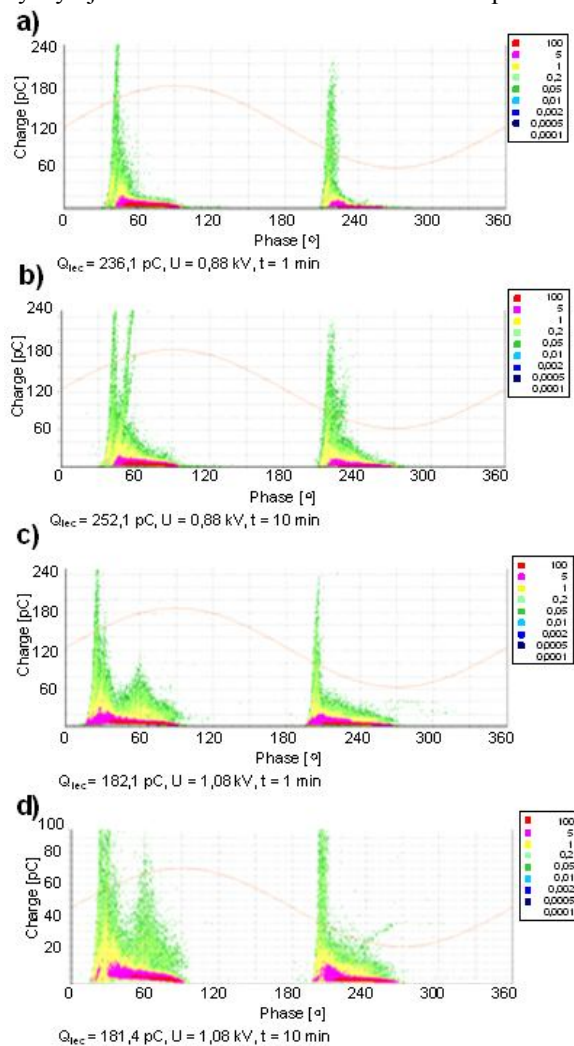 a)
240
180
120
60
Charge [pC]
0 60 120 180 240 300 360
Phase [º]
100
5
1
0,2
0,05
0,01
0,002
0,0005
0,0001
Qiec = 236,1 pC, U = 0,88 kV, t = 1 min
b)
240
180
120
60
Charge [pC]
0 60 120 180 240 300 360
Phase [º]
100
5
1
0,2
0,05
0,01
0,002
0,0005
0,0001
Qiec = 252,1 pC, U = 0,88 kV, t = 10 min
c)
240
180
120
60
Charge [pC]
0 60 120 180 240 300 360
Phase [º]
100
5
1
0,2
0,05
0,01
0,002
0,0005
0,0001
Qiec = 182,1 pC, U = 1,08 kV, t = 1 min
d)
100
80
60
40
20
Charge [pC]
0 60 120 180 240 300 360
Phase [º]
100
5
1
0,2
0,05
0,01
0,002
0,0005
0,0001
Qiec = 181,4 pC, U = 1,08 kV, t = 10 min